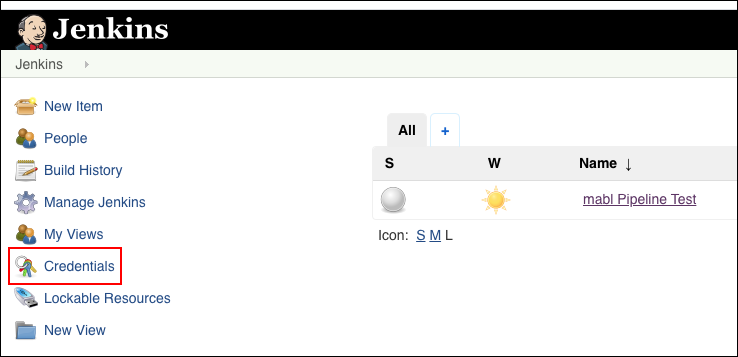 Jenkins
Jenkins
New Item
People
Build History
Manage Jenkins
My Views
Credentials
Lockable Resources
New View
All +
S W Name ↓
mabl Pipeline Test
Icon: S M L